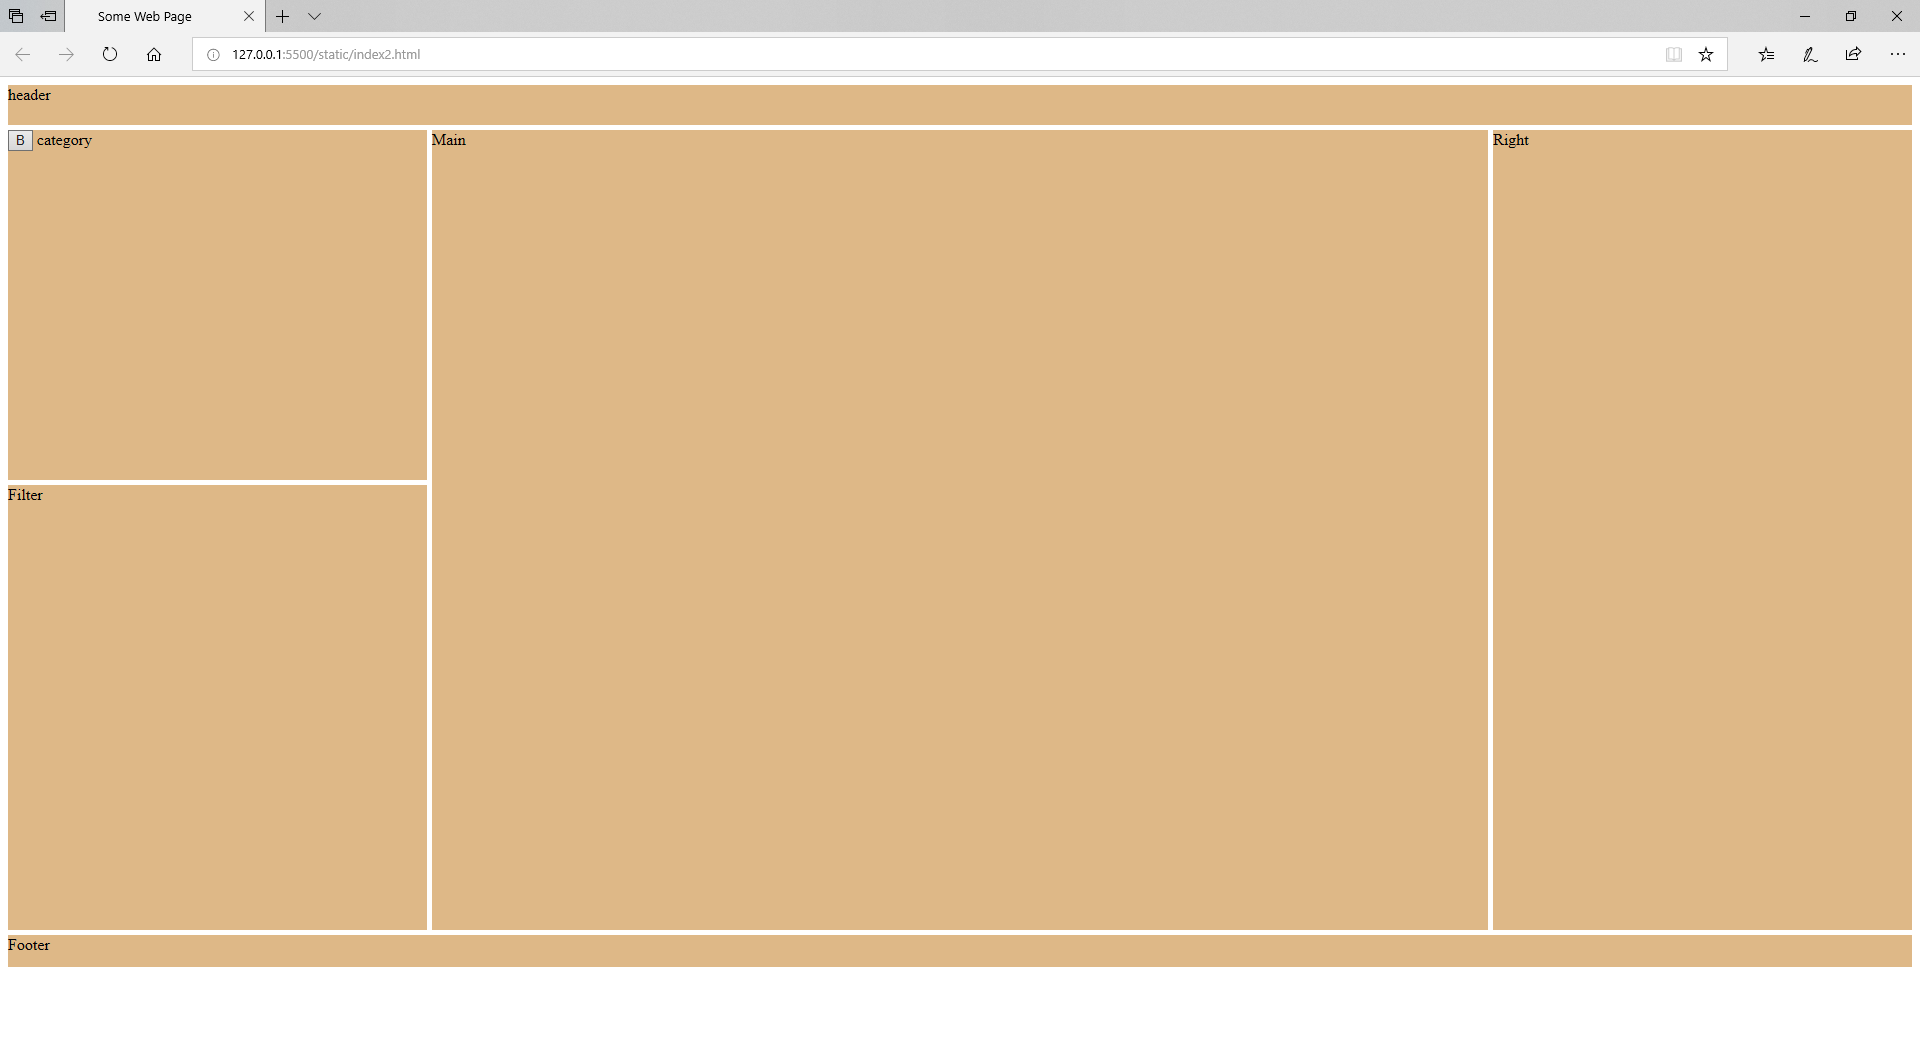 Some Web Page
127.0.0.1:5500/static/index2.html
header
B category
Main
Right
Filter
Footer